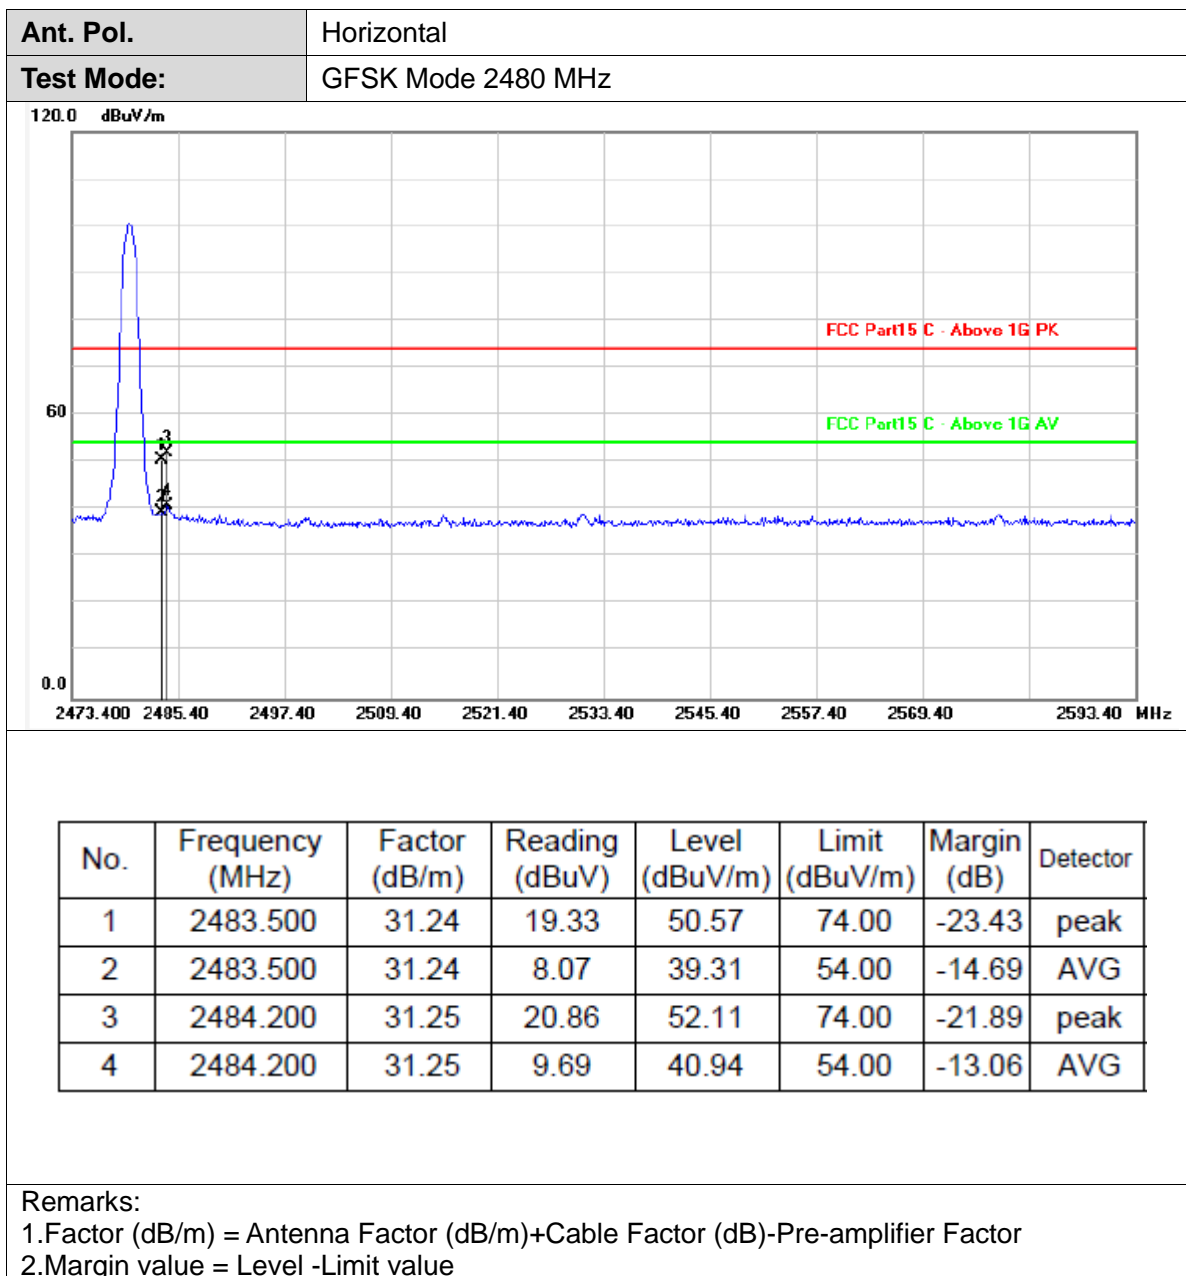 Ant. Pol. Horizontal
Test Mode: GFSK Mode 2480 MHz
120.0 dBuV/m
FCC Part15 C - Above 1G PK
60
FCC Part15 C - Above 1G AV
3
4
0.0
2473.400 2485.40 2497.40 2509.40 2521.40 2533.40 2545.40 2557.40 2569.40 2593.40 MHz
No. Frequency (MHz) Factor (dB/m) Reading (dBuV) Level (dBuV/m) Limit (dBuV/m) Margin (dB) Detector
1 2483.500 31.24 19.33 50.57 74.00 -23.43 peak
2 2483.500 31.24 8.07 39.31 54.00 -14.69 AVG
3 2484.200 31.25 20.86 52.11 74.00 -21.89 peak
4 2484.200 31.25 9.69 40.94 54.00 -13.06 AVG
Remarks:
1.Factor (dB/m) = Antenna Factor (dB/m)+Cable Factor (dB)-Pre-amplifier Factor
2.Margin value = Level -Limit value